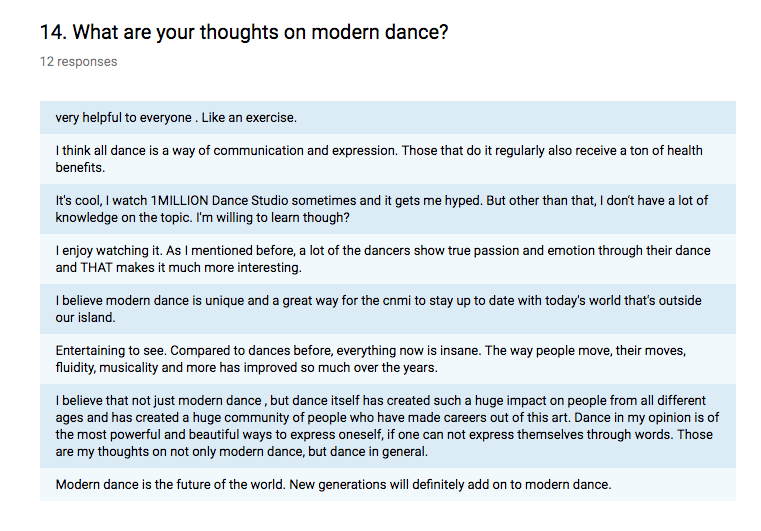 14. What are your thoughts on modern dance?
12 responses
very helpful to everyone . Like an exercise.
I think all dance is a way of communication and expression. Those that do it regularly also receive a ton of health
benefits.
It's cool, I watch 1MILLION Dance Studio sometimes and it gets me hyped. But other than that, I don't have a lot of
knowledge on the topic. I'm willing to learn though?
I enjoy watching it. As I mentioned before, a lot of the dancers show true passion and emotion through their dance
and THAT makes it much more interesting.
I believe modern dance is unique and a great way for the cnmi to stay up to date with today's world that's outside
our island.
Entertaining to see. Compared to dances before, everything now is insane. The way people move, their moves,
fluidity, musicality and more has improved so much over the years.
I believe that not just modern dance , but dance itself has created such a huge impact on people from all different
ages and has created a huge community of people who have made careers out of this art. Dance in my opinion is of
the most powerful and beautiful ways to express oneself, if one can not express themselves through words. Those
are my thoughts on not only modern dance, but dance in general.
Modern dance is the future of the world. New generations will definitely add on to modern dance.